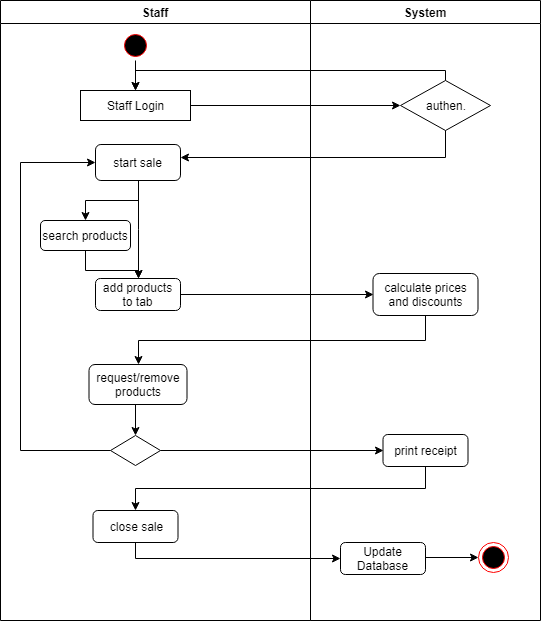 Staff
System
Staff Login
authen.
start sale
search products
add products
to tab
calculate prices
and discounts
request/remove
products
print receipt
close sale
Update
Database